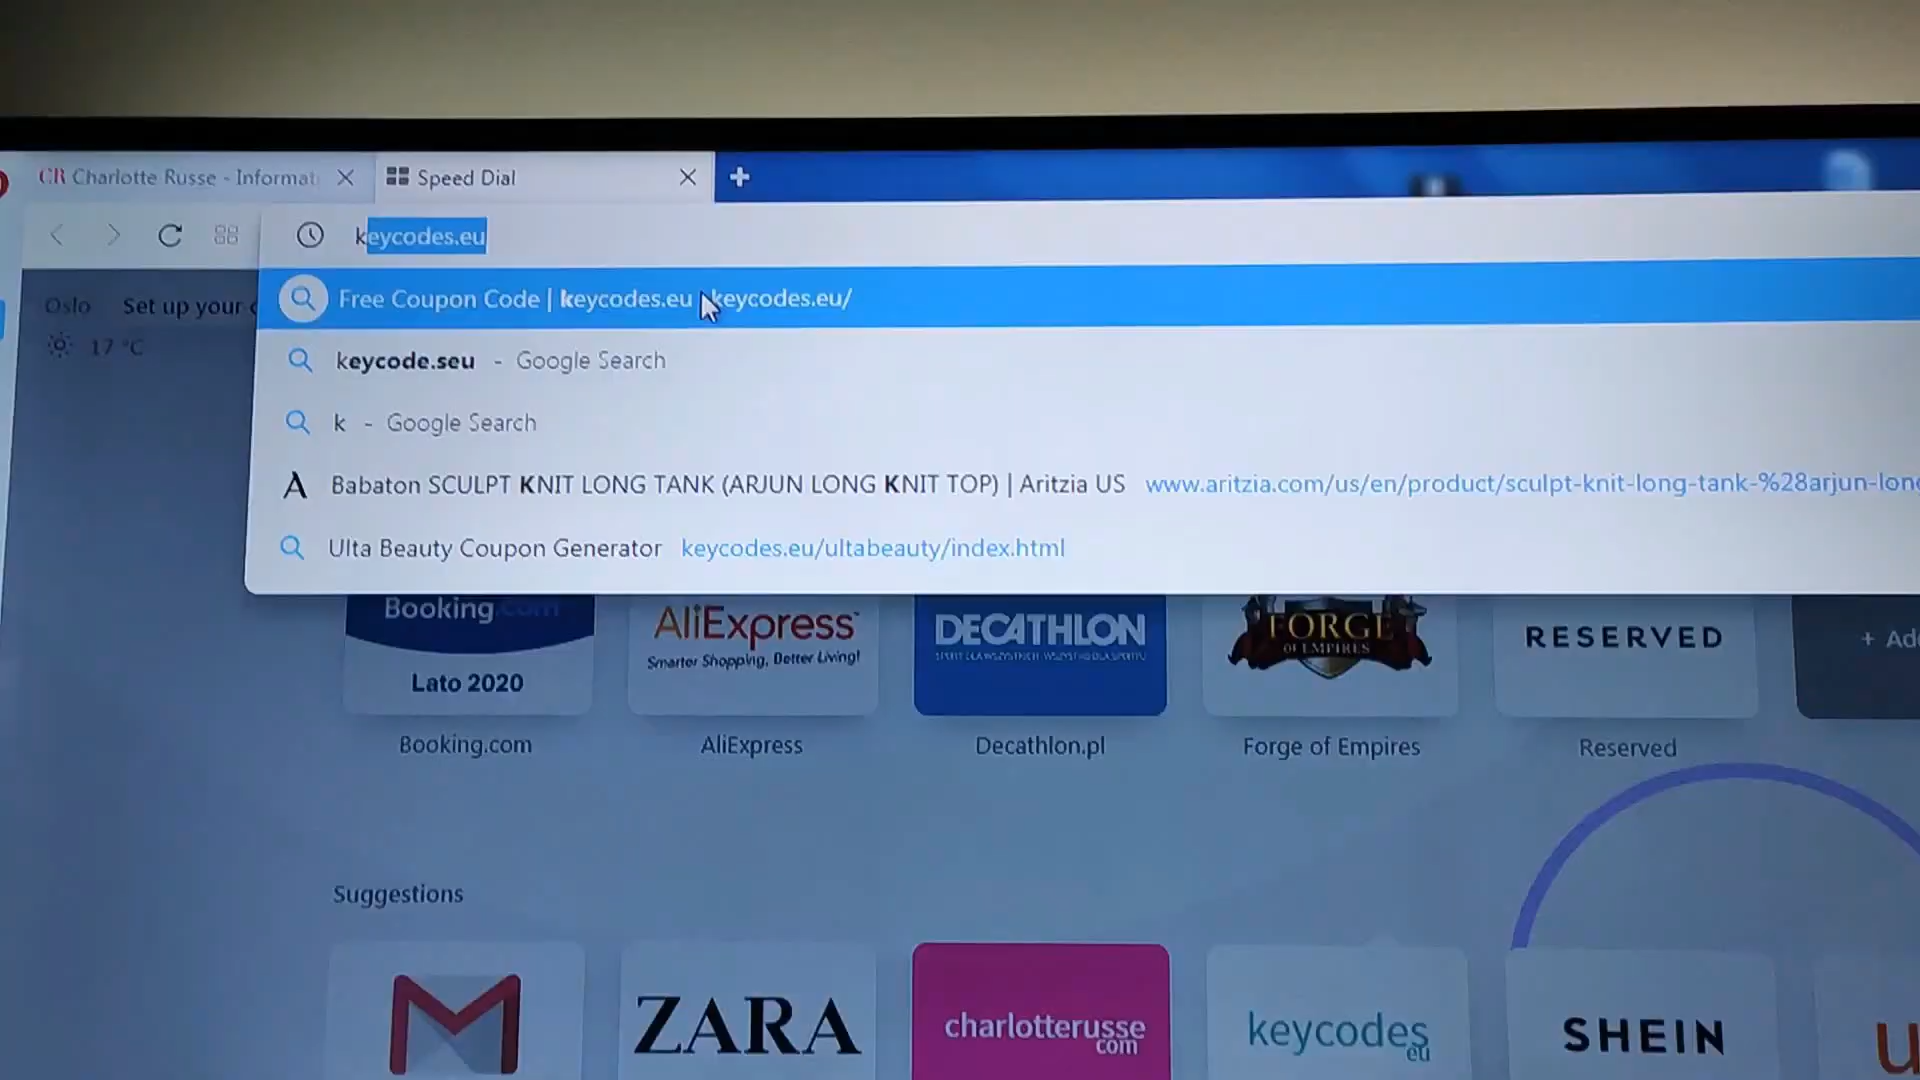 CR Charlotte Russe - Informat
Speed Dial
keycodes.eu
Oslo Set up your
17 °C
Free Coupon Code | keycodes.eu keycodes.eu/
keycode.seu - Google Search
k - Google Search
A Babaton SCULPT KNIT LONG TANK (ARJUN LONG KNIT TOP) | Aritzia US www.aritzia.com/us/en/product/sculpt-knit-long-tank-%28arjun-lon
Ulta Beauty Coupon Generator keycodes.eu/ultabeauty/index.html
Booking.com
Lato 2020
AliExpress
Smarter Shopping, Better Living!
DECATHLON
FORGE
OF EMPIRES
RESERVED
+ Ad
Booking.com
AliExpress
Decathlon.pl
Forge of Empires
Reserved
Suggestions
M
ZARA
charlotterusse
com
keycodes
eu
SHEIN
u